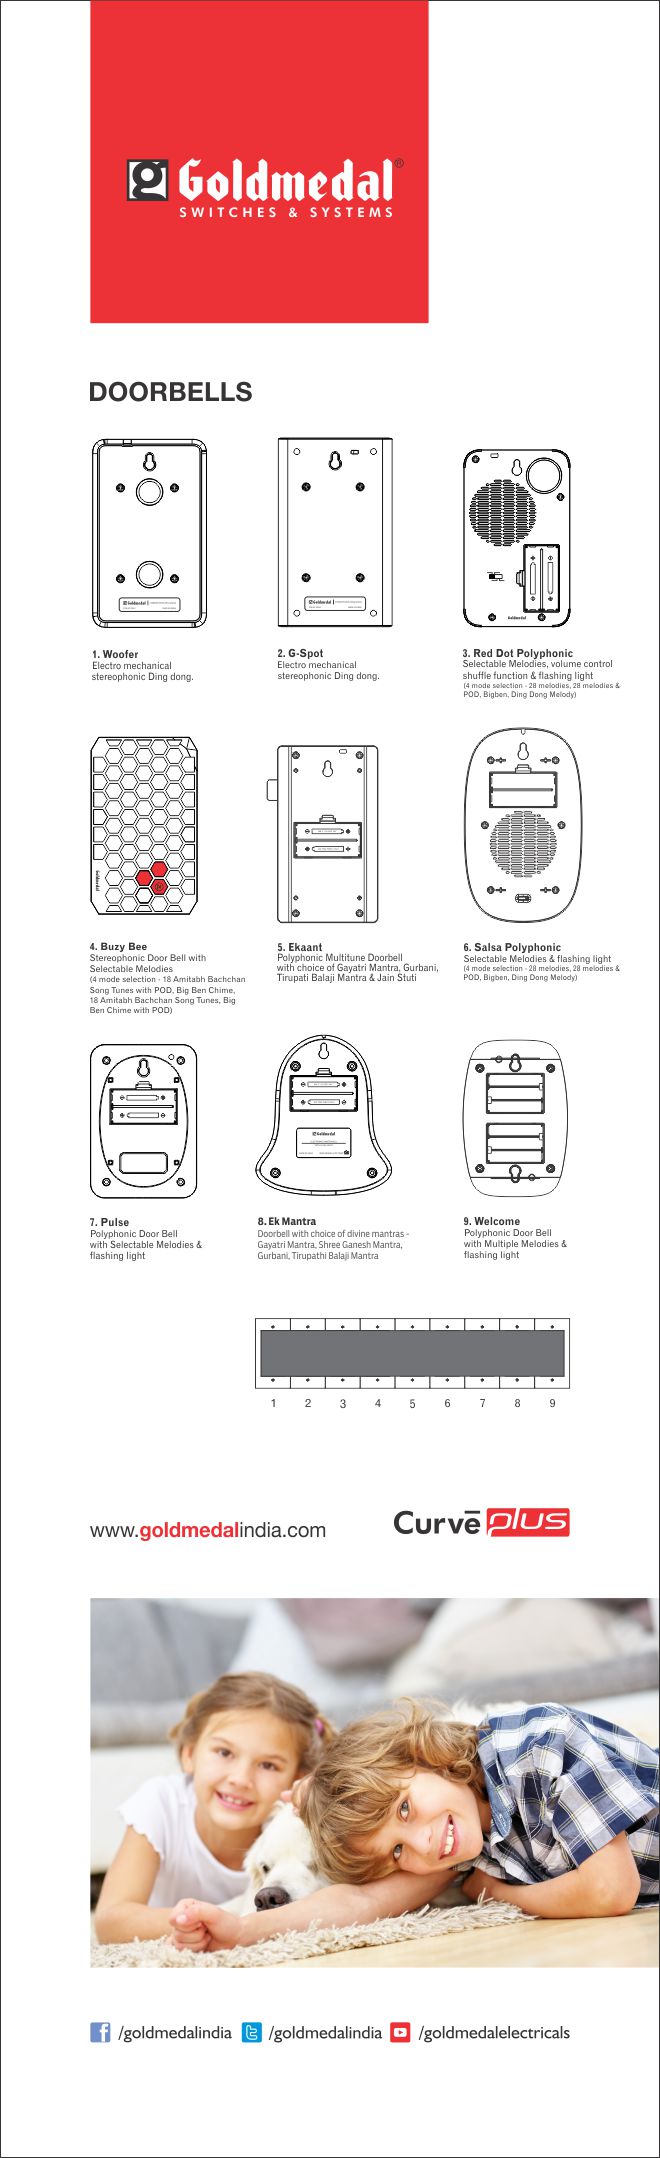 g Goldmedal®
SWITCHES & SYSTEMS
DOORBELLS
Goldmedal
Goldmedal
Goldmedal
1. Woofer
Electro mechanical
stereophonic Ding dong.
2. G-Spot
Electro mechanical
stereophonic Ding dong.
3. Red Dot Polyphonic
Selectable Melodies, volume control
shuffle function & flashing light
(4 mode selection - 28 melodies, 28 melodies &
POD, Bigben, Ding Dong Melody)
Goldmedal
4. Buzy Bee
Stereophonic Door Bell with
Selectable Melodies
(4 mode selection - 18 Amitabh Bachchan
Song Tunes with POD, Big Ben Chime,
18 Amitabh Bachchan Song Tunes, Big
Ben Chime with POD)
5. Ekaant
Polyphonic Multitune Doorbell
with choice of Gayatri Mantra, Gurbani,
Tirupati Balaji Mantra & Jain Stuti
6. Salsa Polyphonic
Selectable Melodies & flashing light
(4 mode selection - 28 melodies, 28 melodies &
POD, Bigben, Ding Dong Melody)
Goldmedal
7. Pulse
Polyphonic Door Bell
with Selectable Melodies &
flashing light
8. Ek Mantra
Doorbell with choice of divine mantras -
Gayatri Mantra, Shree Ganesh Mantra,
Gurbani, Tirupathi Balaji Mantra
9. Welcome
Polyphonic Door Bell
with Multiple Melodies &
flashing light
1 2 3 4 5 6 7 8 9
www.goldmedalindia.com
Curvē plus
/goldmedalindia /goldmedalindia /goldmedalelectricals